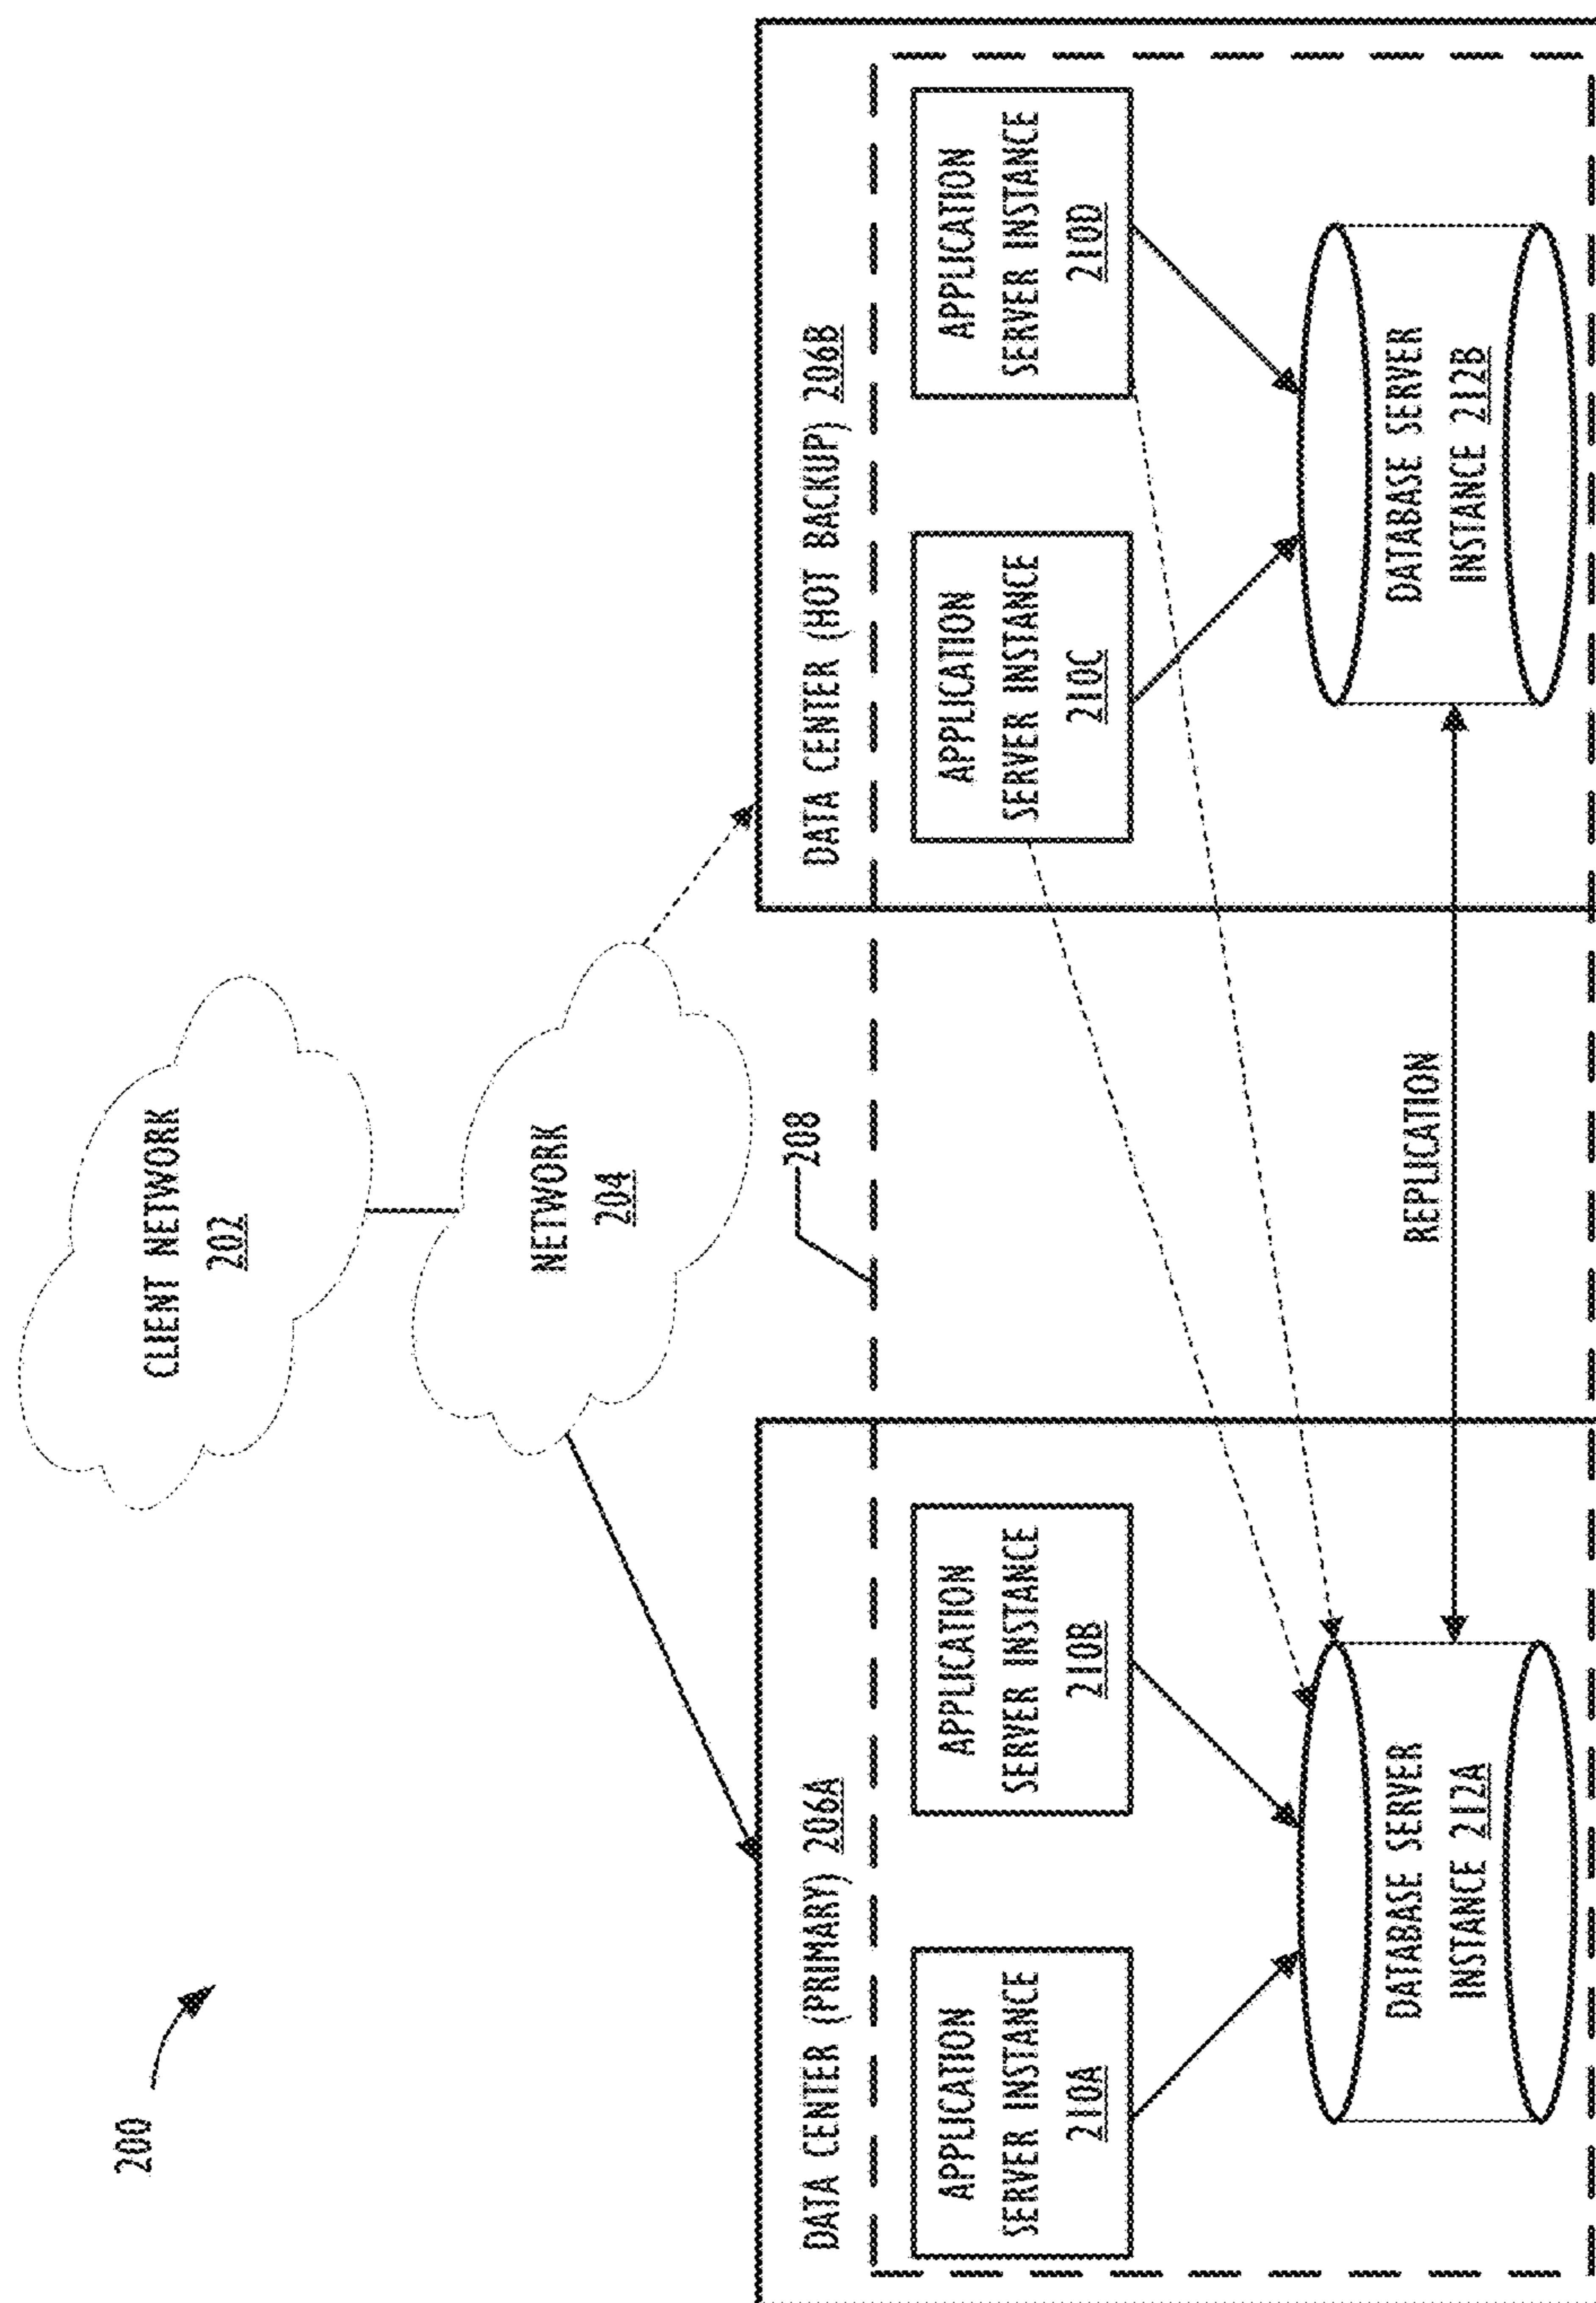 200
CLIENT NETWORK
202
NETWORK
204
208
DATA CENTER (PRIMARY) 206A
APPLICATION
SERVER INSTANCE
210A
APPLICATION
SERVER INSTANCE
210B
DATABASE SERVER
INSTANCE 212A
REPLICATION
DATA CENTER (HOT BACKUP) 206B
APPLICATION
SERVER INSTANCE
210C
APPLICATION
SERVER INSTANCE
210D
DATABASE SERVER
INSTANCE 212B